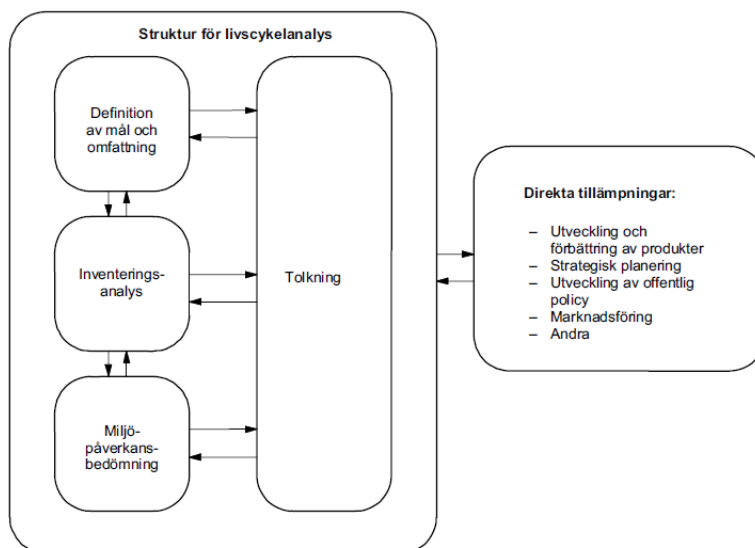 Struktur för livscykelanalys
Definition
av mål och
omfattning
Inventerings-
analys
Miljö-
påverkans-
bedömning
Tolkning
Direkta tillämpningar:
– Utveckling och
förbättring av produkter
– Strategisk planering
– Utveckling av offentlig
policy
– Marknadsföring
– Andra